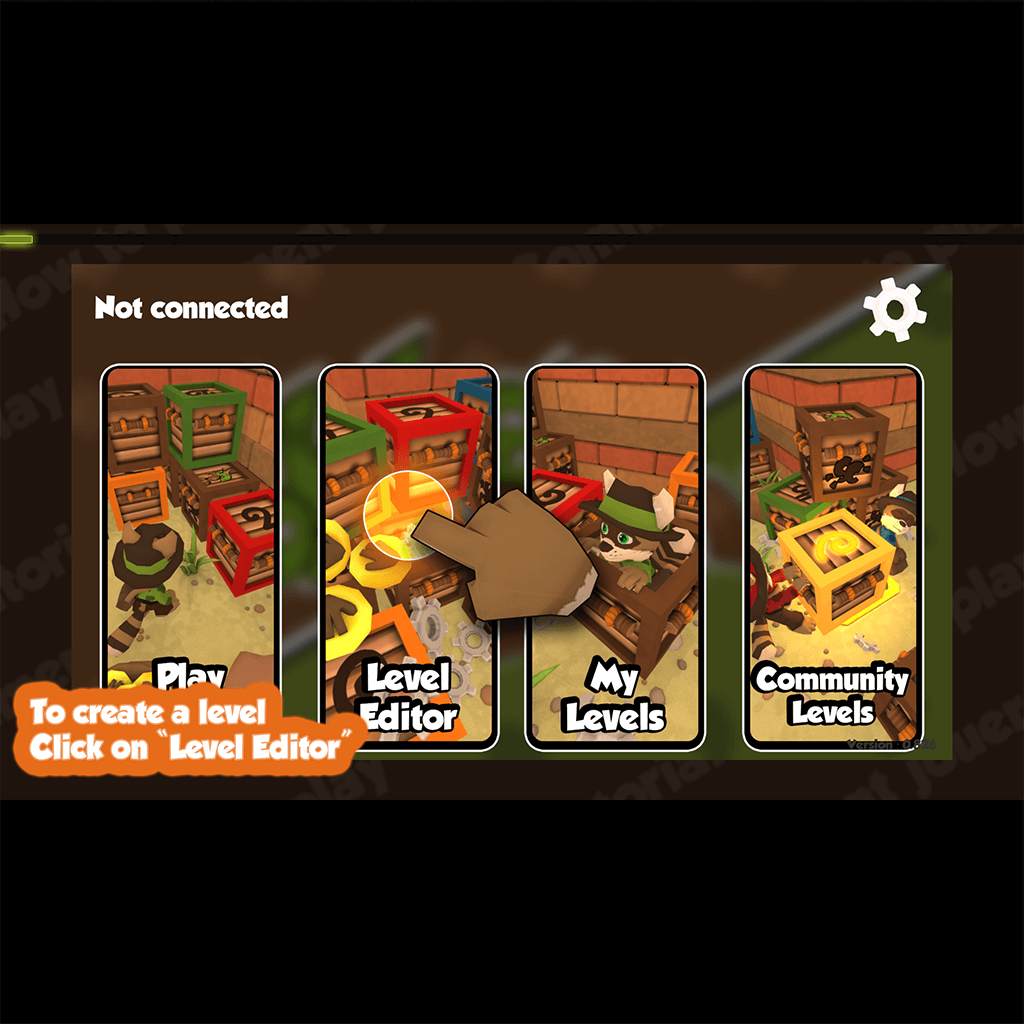 Not connected
Play
Level
Editor
My
Levels
Community
Levels
To create a level
Click on “Level Editor”